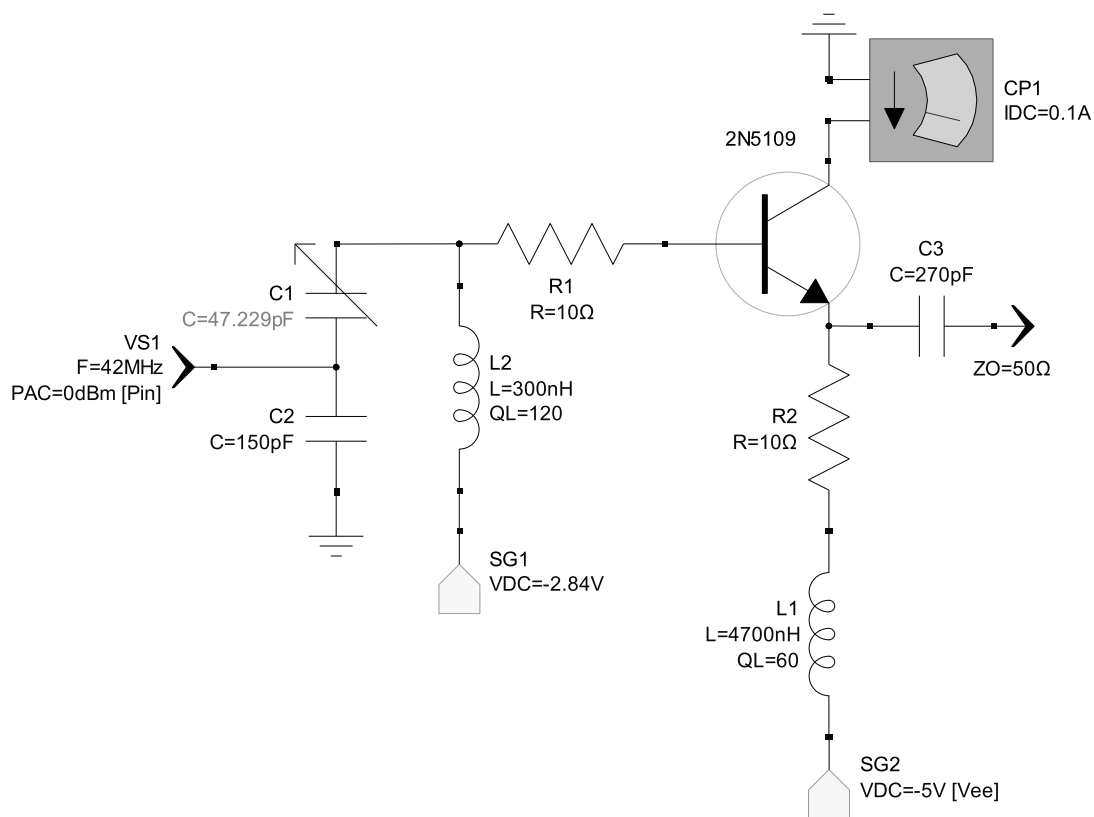 CP1
IDC=0.1A
2N5109
C3
C=270pF
R1
R=10Ω
C1
C=47.229pF
VS1
F=42MHz
PAC=0dBm [Pin]
L2
L=300nH
QL=120
ZO=50Ω
C2
C=150pF
R2
R=10Ω
SG1
VDC=-2.84V
L1
L=4700nH
QL=60
SG2
VDC=-5V [Vee]